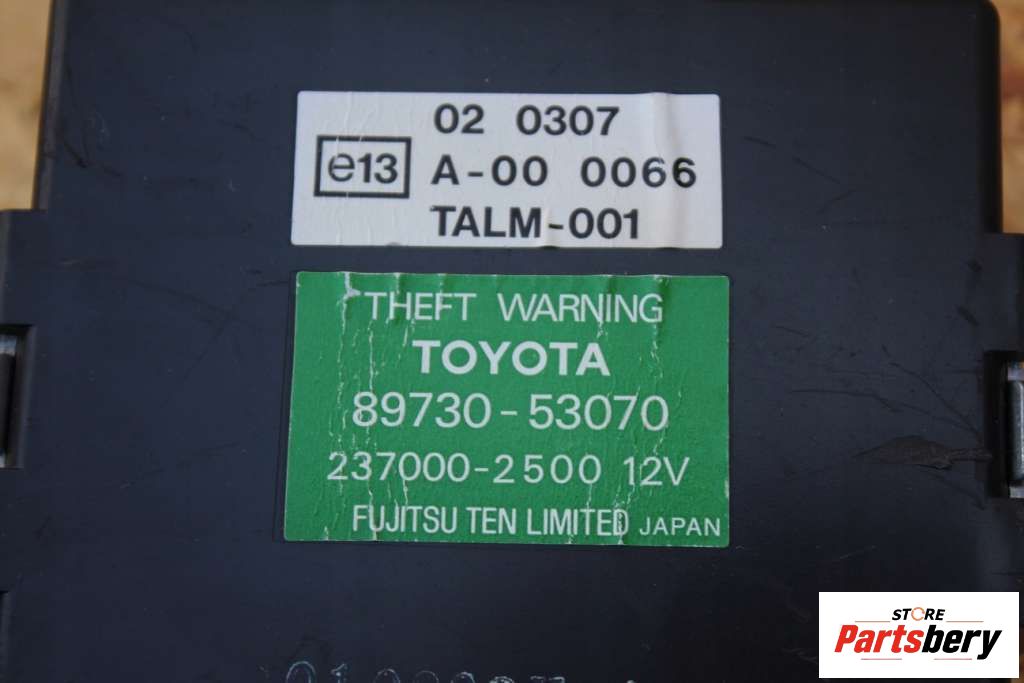 02 0307
e13
A-00 0066
TALM-001
THEFT WARNING
TOYOTA
89730-53070
237000-2500 12V
FUJITSU TEN LIMITED JAPAN
STORE
Partsbery